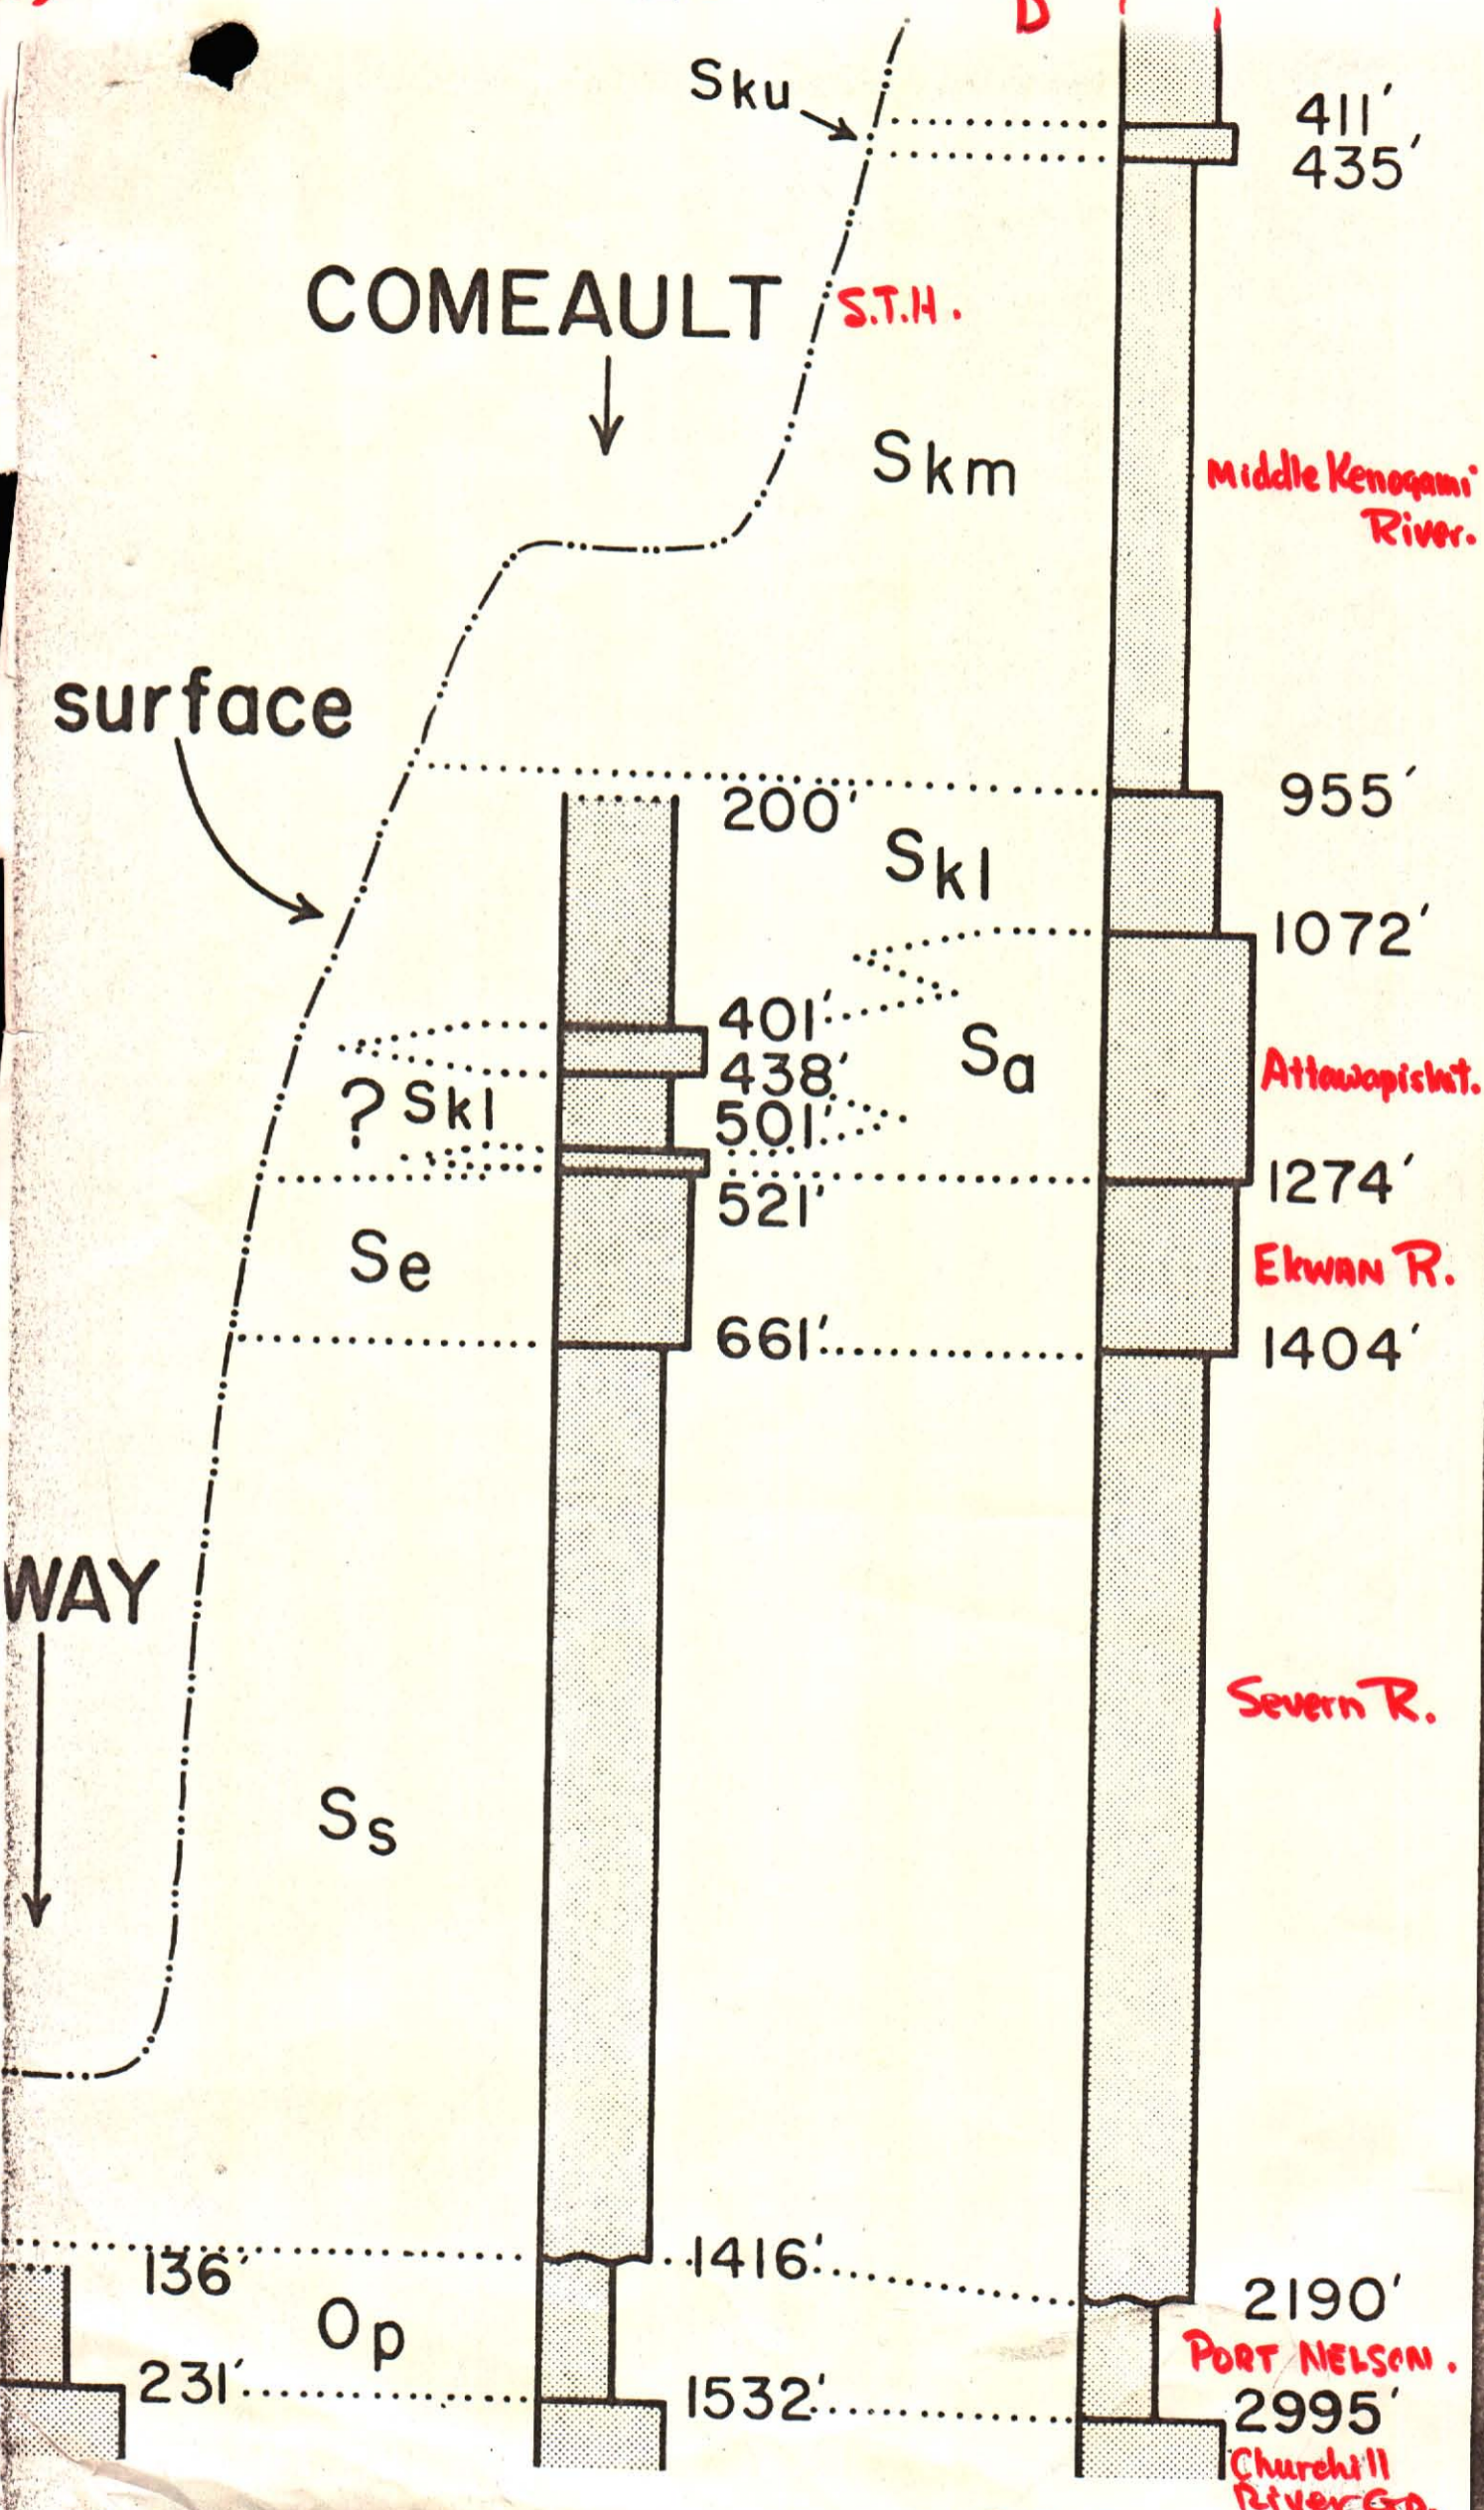 D
Sku
411'
435'
COMEAULT S.T.H.
Skm
Middle Kenogami
River.
surface
955'
200'
Skl
1072'
401'
Sa
438'
? Skl
501'
Attawapiskat.
1274'
521'
Se
Ekwan R.
661'
1404'
WAY
Severn R.
Ss
1416'
136'
2190'
Op
PORT NELSON.
231'
1532'
2995'
Churchill
River Gp.